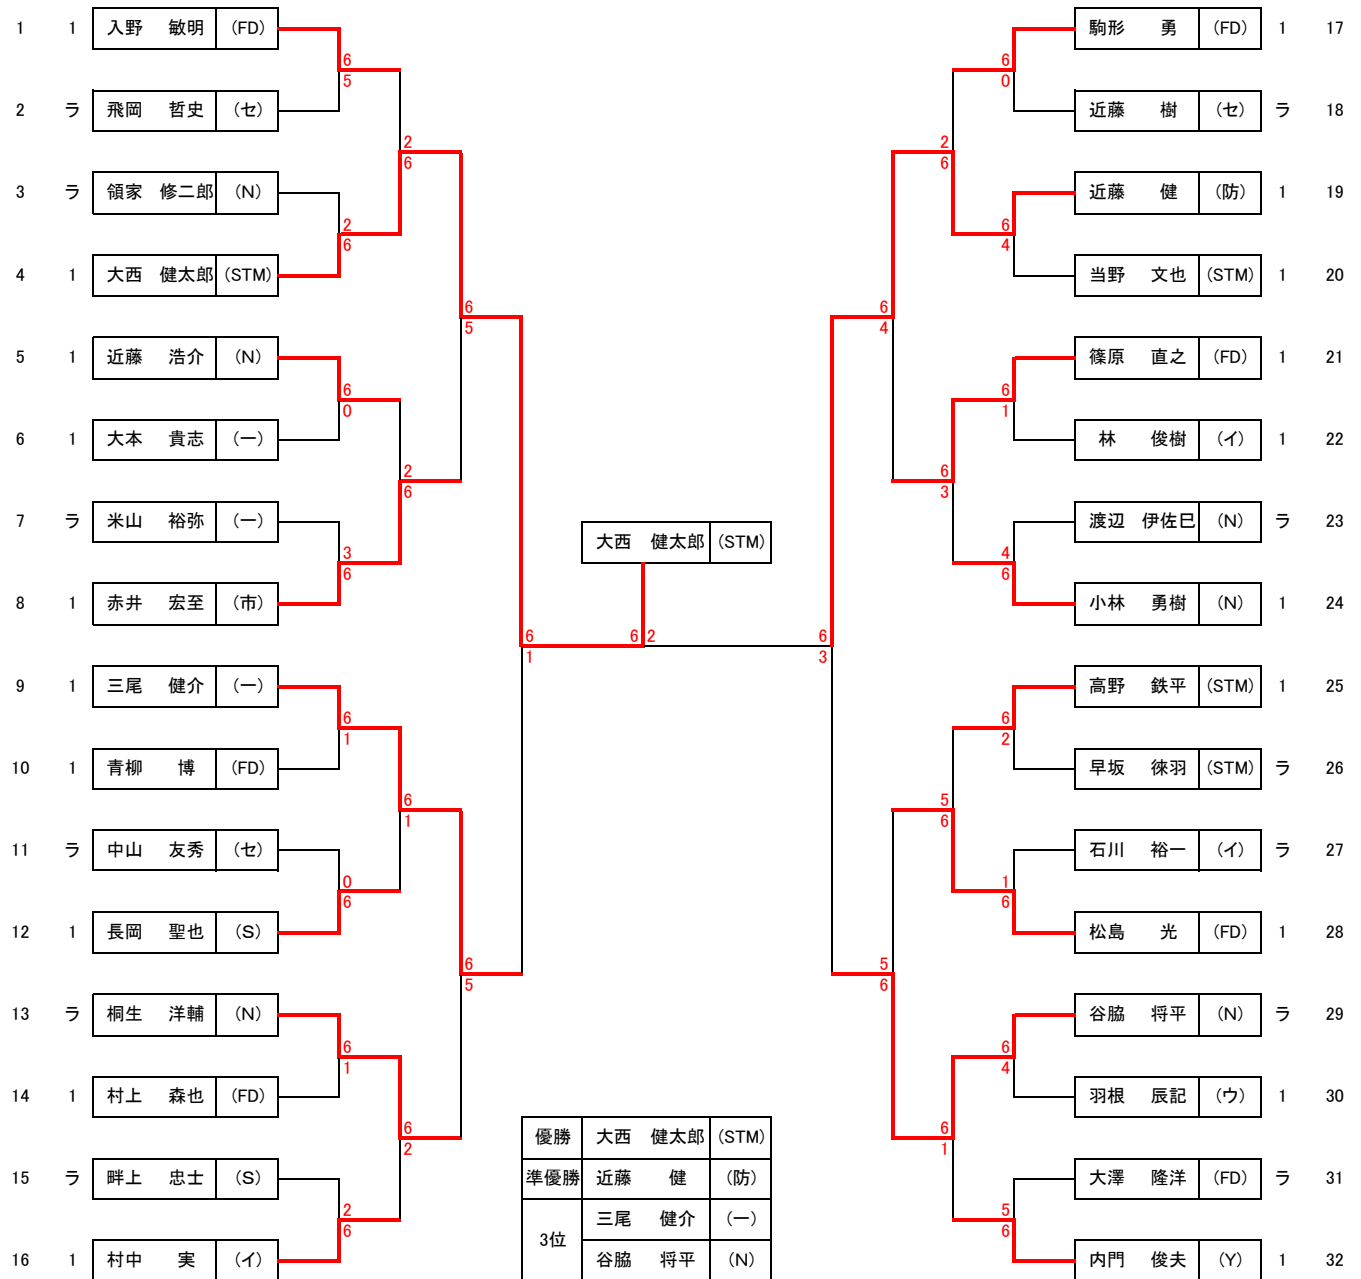 1 1 入野 敏明 (FD)
2 ラ 飛岡 哲史 (セ)
3 ラ 領家 修二郎 (N)
4 1 大西 健太郎 (STM)
5 1 近藤 浩介 (N)
6 1 大本 貴志 (一)
7 ラ 米山 裕弥 (一)
8 1 赤井 宏至 (市)
9 1 三尾 健介 (一)
10 1 青柳 博 (FD)
11 ラ 中山 友秀 (セ)
12 1 長岡 聖也 (S)
13 ラ 桐生 洋輔 (N)
14 1 村上 森也 (FD)
15 ラ 畔上 忠士 (S)
16 1 村中 実 (イ)
6
5
2
6
6
0
3
6
6
1
0
6
6
1
2
6
2
6
2
6
6
1
6
2
6
5
6
5
6
1
大西 健太郎 (STM)
6 2
6
3
6
4
5
6
2
6
6
3
5
6
6
1
6
0
6
4
6
1
4
6
6
2
1
6
6
4
5
6
駒形 勇 (FD) 1 17
近藤 樹 (セ) ラ 18
近藤 健 (防) 1 19
当野 文也 (STM) 1 20
篠原 直之 (FD) 1 21
林 俊樹 (イ) 1 22
渡辺 伊佐巳 (N) ラ 23
小林 勇樹 (N) 1 24
高野 鉄平 (STM) 1 25
早坂 徠羽 (STM) ラ 26
石川 裕一 (イ) ラ 27
松島 光 (FD) 1 28
谷脇 将平 (N) ラ 29
羽根 辰記 (ウ) 1 30
大澤 隆洋 (FD) ラ 31
内門 俊夫 (Y) 1 32
優勝 大西 健太郎 (STM)
準優勝 近藤 健 (防)
3位 三尾 健介 (一)
谷脇 将平 (N)